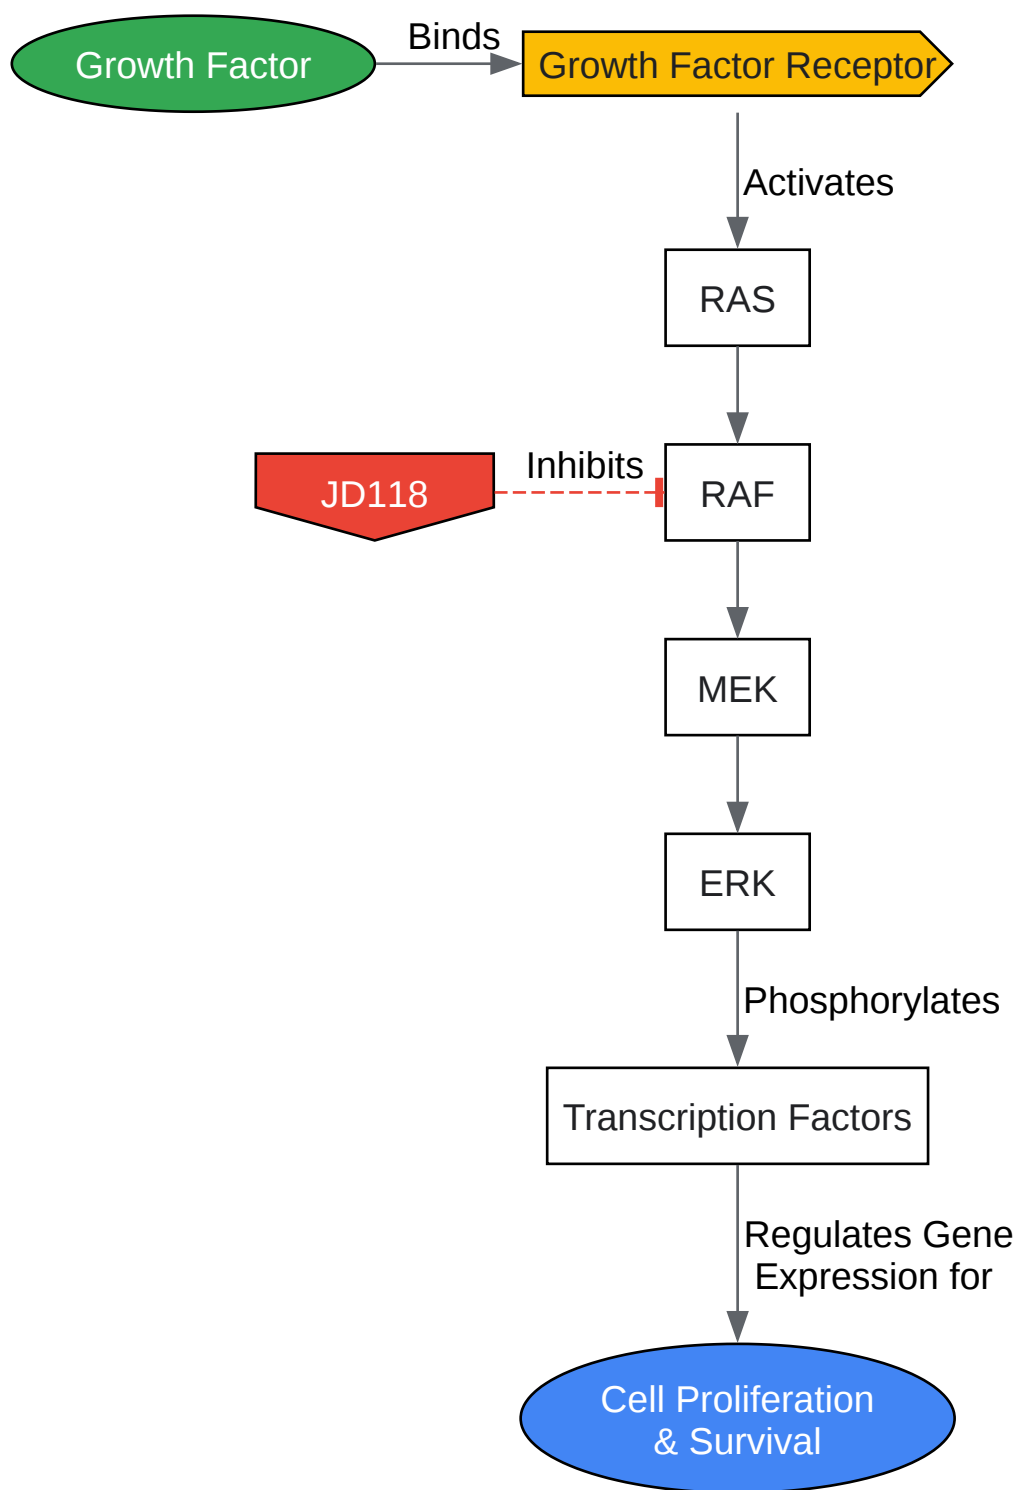 Growth Factor
Binds
Growth Factor Receptor
Activates
RAS
JD118
Inhibits
RAF
MEK
ERK
Phosphorylates
Transcription Factors
Regulates Gene
Expression for
Cell Proliferation
& Survival